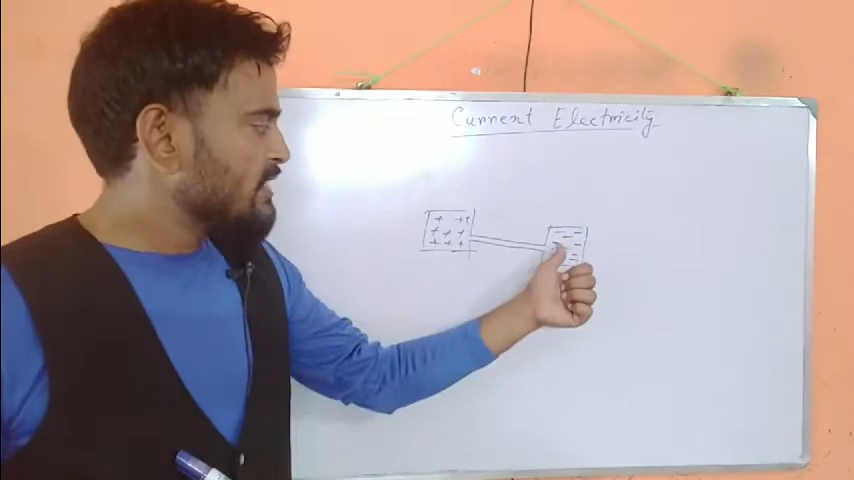 Current Electricity
+ ++
+ + +
+ + +